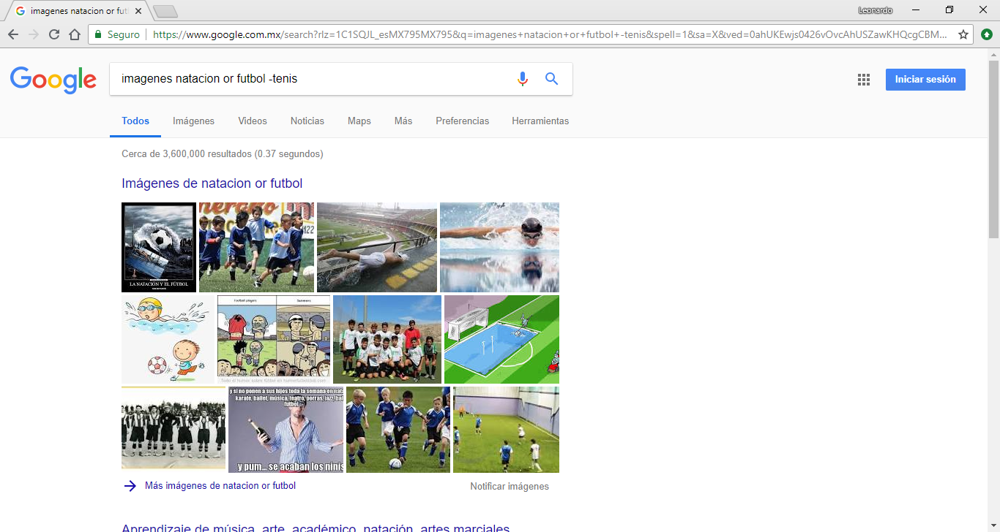 imagenes natacion or fut
Leonardo
Seguro
https://www.google.com.mx/search?rlz=1C1SQJL_esMX795MX795&q=imagenes+natacion+or+futbol+-tenis&spell=1&sa=X&ved=0ahUKEwjs0426vOvcAhUSZawKHQcgCBM...
Google
imagenes natacion or futbol -tenis
Iniciar sesión
Todos Imágenes Videos Noticias Maps Más Preferencias Herramientas
Cerca de 3,600,000 resultados (0.37 segundos)
Imágenes de natacion or futbol
LA NATACIÓN Y EL FÚTBOL
122
Football players
Swimmers
y si no ponen a sus hijos toda la semana en nata
karate, ballet, música, teatro, porras, jazz, bal
futbol...
y pum... se acaban los ninis
Más imágenes de natacion or futbol
Notificar imágenes
Aprendizaje de música, arte, académico, natación, artes marciales